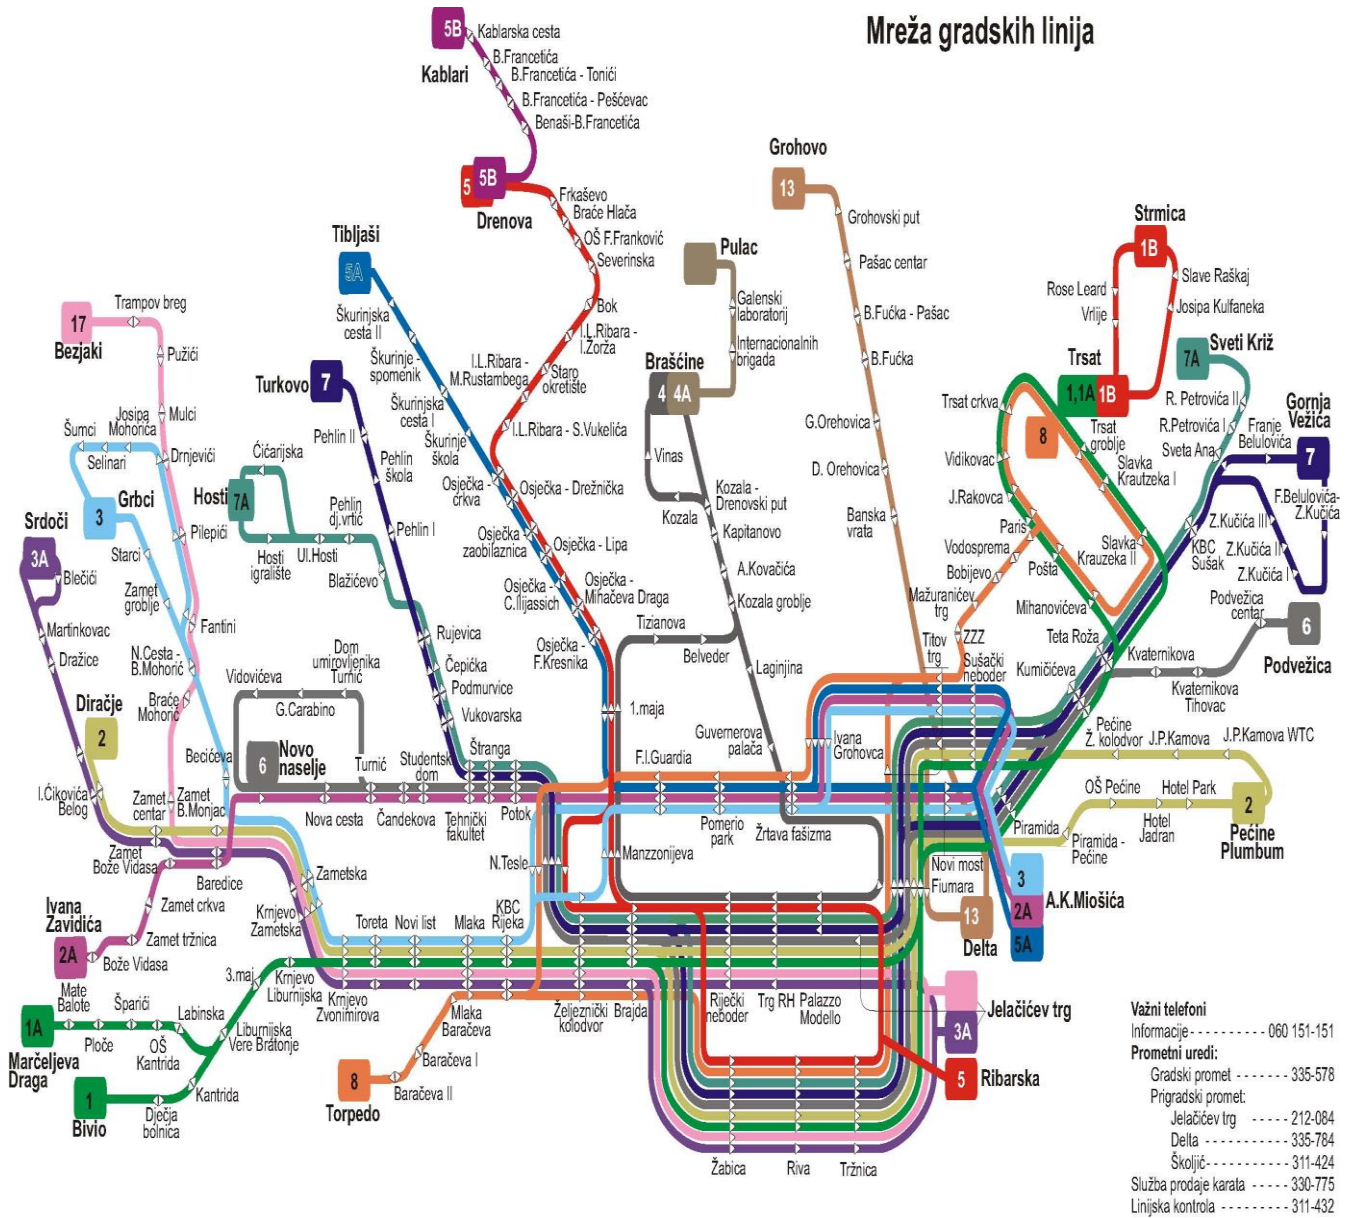 Mreža gradskih linija
5B
Kablarska cesta
Kablari
B.Francetića
B.Francetića - Tonići
B.Francetića - Pešćevac
Benaši-B.Francetića
5
5B
Drenova
Frkaševo
Braće Hlača
OŠ F.Franković
Severinska
Bok
I.L.Ribara -
I.Žorža
I.L.Ribara -
M.Rustambega
Staro
okretište
I.L.Ribara - S.Vukelića
Osječka - Drežnička
Osječka - Lipa
Osječka -
Mihačeva Draga
Tibljaši
5A
Škurinjska
cesta II
Škurinje -
spomenik
Škurinjska
cesta I
Škurinje
škola
Osječka -
crkva
Osječka
zaobilaznica
Osječka -
C.Ilijassich
Osječka -
F.Kresnika
Grohovo
13
Grohovski put
Pašac centar
B.Fućka - Pašac
B.Fućka
G.Orehovica
D. Orehovica
Banska
vrata
Pulac
Galenski
laboratorij
Internacionalnih
brigada
Brašćine
4
4A
Vinas
Kozala
Kozala -
Drenovski put
Kapitanovo
A.Kovačića
Kozala groblje
Tizianova
Belveder
Laginjina
Guvernerova
palača
1.maja
Strmica
1B
Rose Leard
Vrlije
Slave Raškaj
Josipa Kulfaneka
Trsat
1,1A
1B
Sveti Križ
7A
R. Petrovića II
R.Petrovića I
Sveta Ana
Franje
Belulovića
Gornja
Vežica
7
F.Belulovića-
Z.Kučića
Z.Kučića III
Z.Kučića II
Z.Kučića I
KBC
Sušak
Trsat crkva
8
Trsat
groblje
Slavka
Krautzeka I
Vidikovac
J.Rakovca
Paris
Vodosprema
Bobijevo
Pošta
Slavka
Krauzeka II
Mažuranićev
trg
Mihanovićeva
ZZZ
Titov
trg
Sušački
neboder
Teta Roža
Kumičićeva
Podvežica
centar
6
Podvežica
Kvaternikova
Kvaternikova
Tihovac
Pećine
Ž. kolodvor
J.P.Kamova
J.P.Kamova WTC
OŠ Pećine
Hotel Park
Hotel
Jadran
2
Pećine
Plumbum
Piramida
Piramida -
Pećine
17
Bezjaki
Trampov breg
Pužići
Mulci
Josipa
Mohorića
Šumci
Selinari
Drnjevići
3
Grbci
Starci
Pilepići
Zamet
groblje
Fantini
N.Cesta -
B.Mohorić
Braće
Mohorić
Srdoči
3A
Blečići
Martinkovac
Dražice
Diračje
2
I.Čikovića
Belog
Zamet
centar
Zamet
B.Monjac
Becićeva
Zamet
Bože Vidasa
Baredice
Zamet crkva
Zamet tržnica
Bože Vidasa
Ivana
Zavidića
2A
Mate
Balote
Turkovo
7
Pehlin II
Pehlin
škola
Pehlin I
Hosti
7A
Ćićarijska
Hosti
igralište
Ul.Hosti
Pehlin
dj.vrtić
Blažićevo
Rujevica
Čepićka
Podmurvice
Vukovarska
Vidovićeva
G.Carabino
Dom
umirovljenika
Turnić
6
Novo
naselje
Turnić
Studentski
dom
Štranga
Nova cesta
Čandekova
Tehnički
fakultet
Potok
F.I.Guardia
Pomerio
park
Žrtava fašizma
Ivana
Grohovca
N.Tesle
Manzzonijeva
Novi most
Fiumara
13
Delta
3
2A
5A
A.K.Miošića
Zametska
Krnjevo
Zametska
Toreta
Novi list
Mlaka
KBC
Rijeka
3.maj
Krnjevo
Liburnijska
Krnjevo
Zvonimirova
Mlaka
Baračeva
Željeznički
kolodvor
Brajda
Riječki
neboder
Trg RH
Palazzo
Modello
Jelačićev trg
3A
5
Ribarska
Žabica
Riva
Tržnica
1A
Marčeljeva
Draga
Ploče
Šparići
OŠ
Kantrida
Labinska
Liburnijska
Vere Bratonje
Kantrida
1
Bivio
Dječja
bolnica
8
Torpedo
Baračeva I
Baračeva II
Važni telefoni
Informacije - - - - - - - - - - 060 151-151
Prometni uredi:
Gradski promet - - - - - - - 335-578
Prigradski promet:
Jelačićev trg - - - - - 212-084
Delta - - - - - - - - - - - 335-784
Školjić - - - - - - - - - - 311-424
Služba prodaje karata - - - - - 330-775
Linijska kontrola - - - - - - - - - 311-432